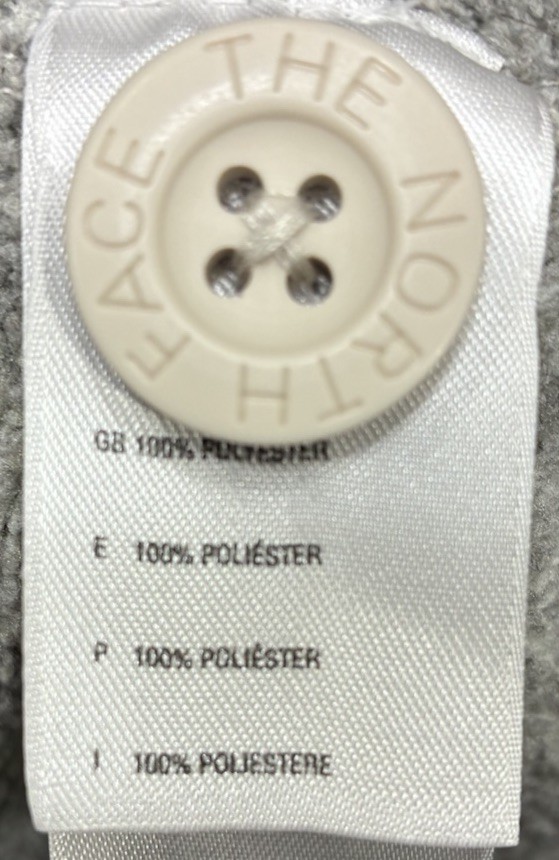 THE NORTH FACE
GB 100% POLYESTER
E 100% POLIÉSTER
P 100% POLIÉSTER
I 100% POLIESTERE